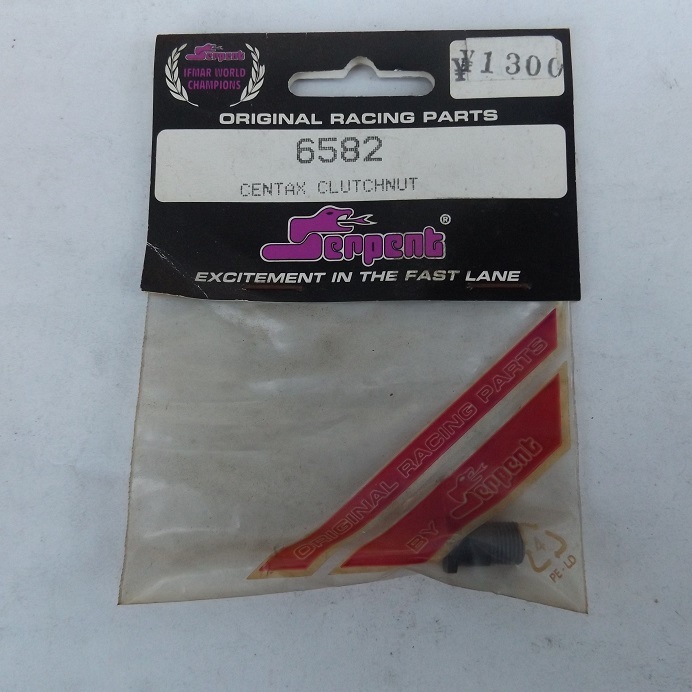 Serpent
IFMAR WORLD
CHAMPIONS
¥1300
ORIGINAL RACING PARTS
6582
CENTAX CLUTCHNUT
Serpent®
EXCITEMENT IN THE FAST LANE
ORIGINAL RACING PARTS
BY Serpent
4
PE-LD